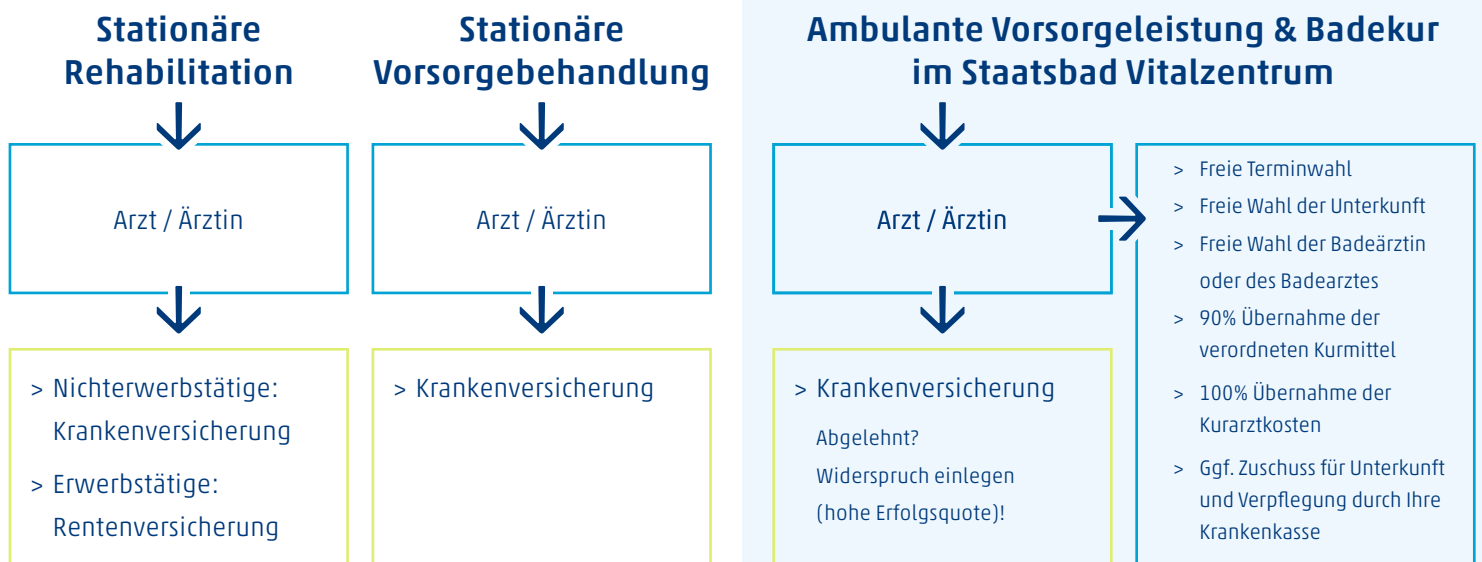 Stationäre
Rehabilitation
Arzt / Ärztin
> Nichterwerbstätige:
Krankenversicherung
> Erwerbstätige:
Rentenversicherung
Stationäre
Vorsorgebehandlung
Arzt / Ärztin
> Krankenversicherung
Ambulante Vorsorgeleistung & Badekur
im Staatsbad Vitalzentrum
Arzt / Ärztin
> Krankenversicherung
Abgelehnt?
Widerspruch einlegen
(hohe Erfolgsquote)!
> Freie Terminwahl
> Freie Wahl der Unterkunft
> Freie Wahl der Badeärztin
oder des Badearztes
> 90% Übernahme der
verordneten Kurmittel
> 100% Übernahme der
Kurarztkosten
> Ggf. Zuschuss für Unterkunft
und Verpflegung durch Ihre
Krankenkasse